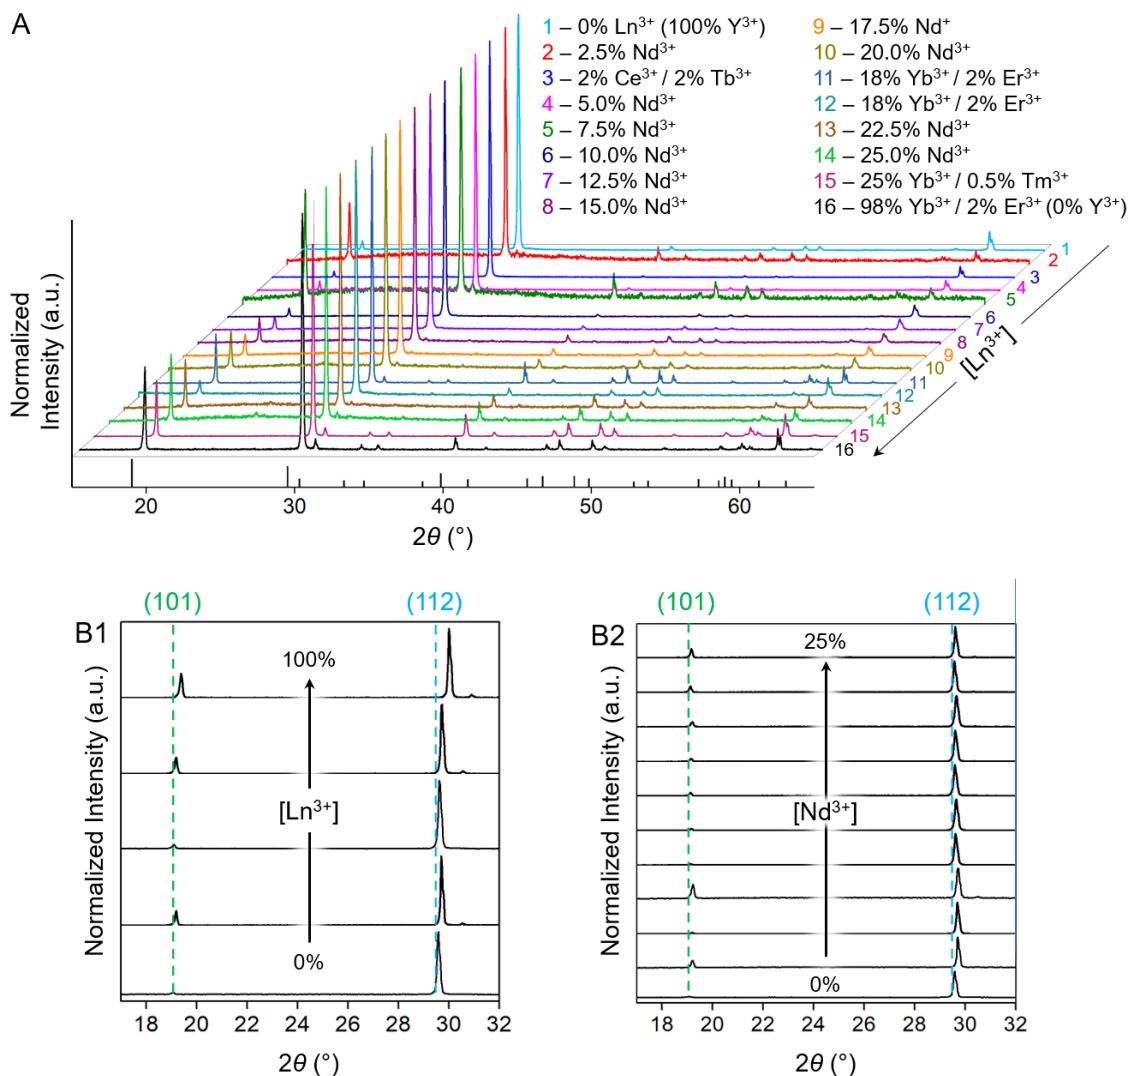 A
1 – 0% Ln³⁺ (100% Y³⁺)
2 – 2.5% Nd³⁺
3 – 2% Ce³⁺ / 2% Tb³⁺
4 – 5.0% Nd³⁺
5 – 7.5% Nd³⁺
6 – 10.0% Nd³⁺
7 – 12.5% Nd³⁺
8 – 15.0% Nd³⁺
9 – 17.5% Nd⁺
10 – 20.0% Nd³⁺
11 – 18% Yb³⁺ / 2% Er³⁺
12 – 18% Yb³⁺ / 2% Er³⁺
13 – 22.5% Nd³⁺
14 – 25.0% Nd³⁺
15 – 25% Yb³⁺ / 0.5% Tm³⁺
16 – 98% Yb³⁺ / 2% Er³⁺ (0% Y³⁺)
Normalized
Intensity (a.u.)
1
2
3
4
5
6
7
8
9
10
11
12
13
14
15
16
[Ln³⁺]
20 30 40 50 60
2θ (°)
B1
(101) (112)
100%
[Ln³⁺]
0%
Normalized Intensity (a.u.)
18 20 22 24 26 28 30 32
2θ (°)
B2
(101) (112)
25%
[Nd³⁺]
0%
Normalized Intensity (a.u.)
18 20 22 24 26 28 30 32
2θ (°)